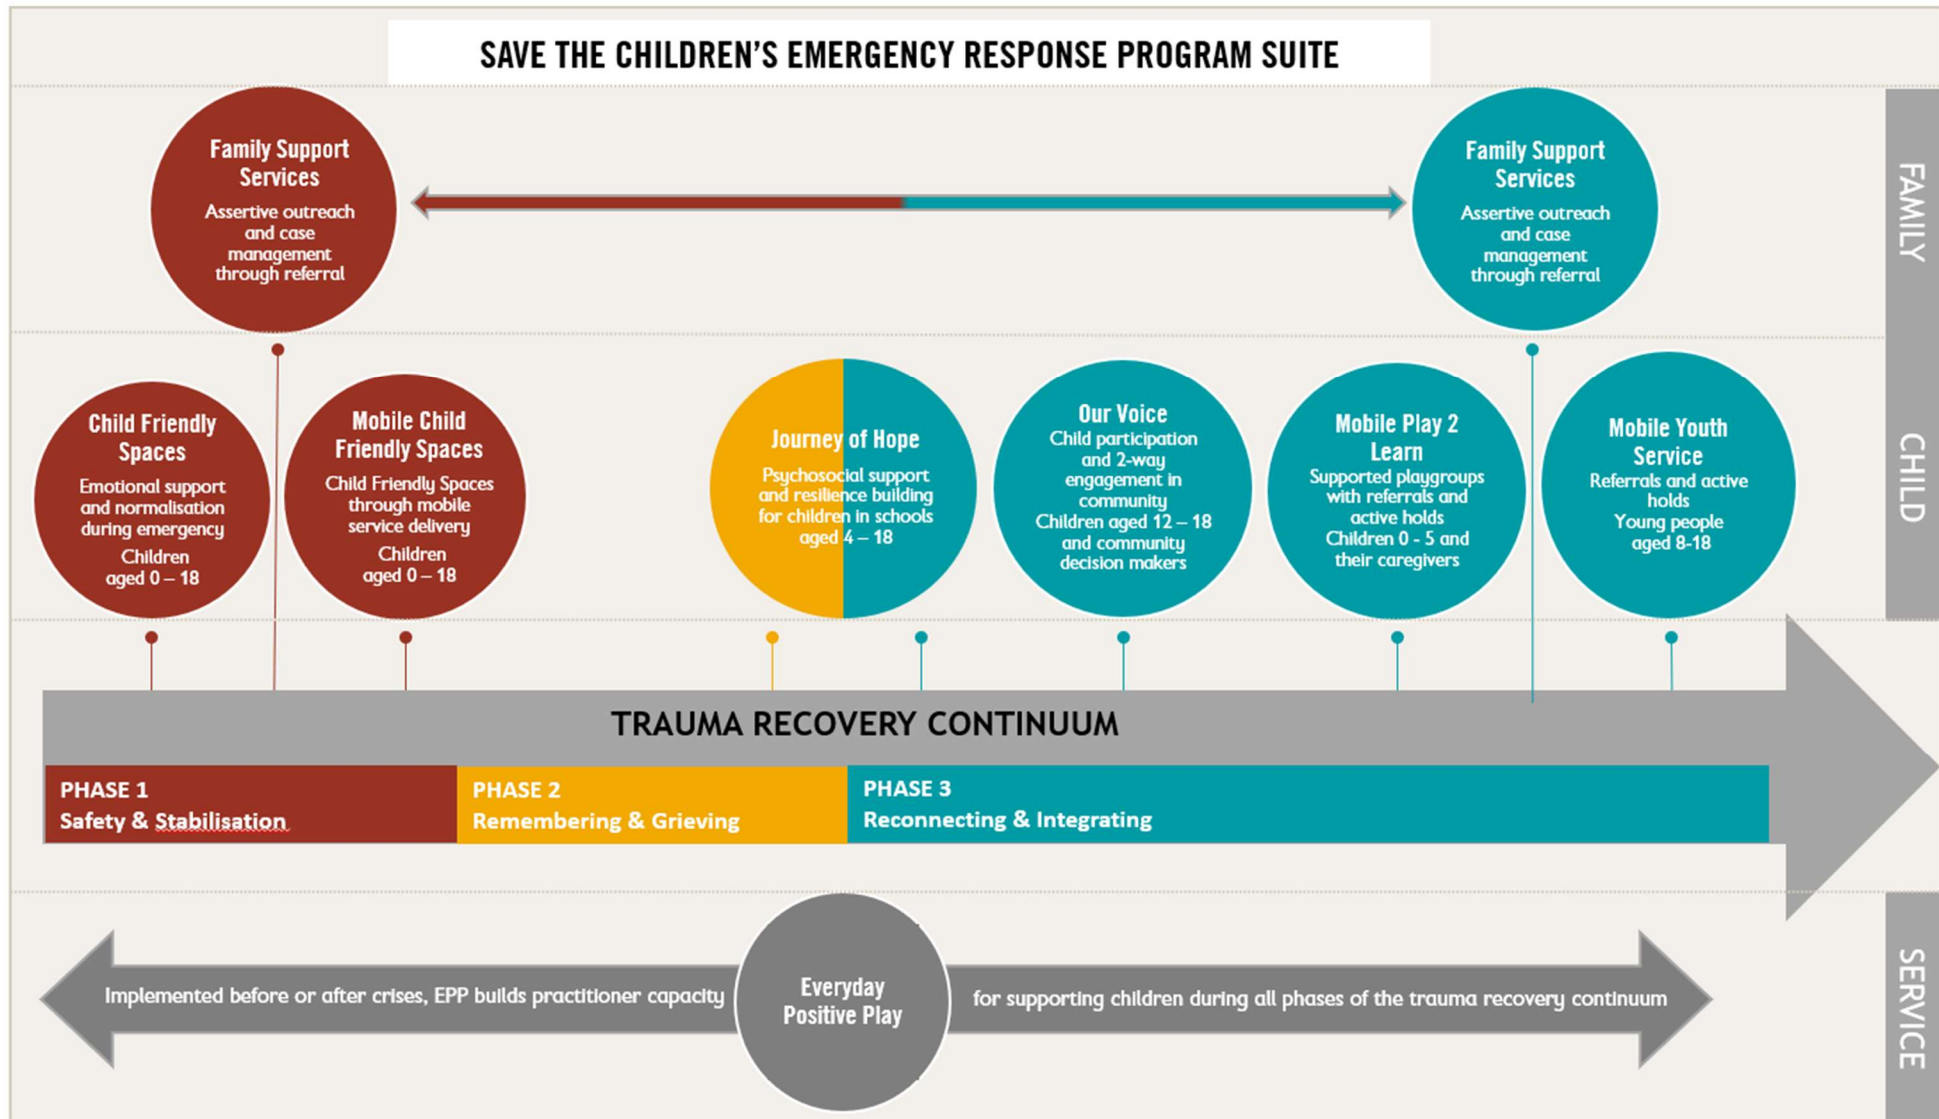 SAVE THE CHILDREN'S EMERGENCY RESPONSE PROGRAM SUITE
Family Support
Services
Assertive outreach
and case
management
through referral
Family Support
Services
Assertive outreach
and case
management
through referral
FAMILY
Child Friendly
Spaces
Emotional support
and normalisation
during emergency
Children
aged 0 – 18
Mobile Child
Friendly Spaces
Child Friendly Spaces
through mobile
service delivery
Children
aged 0 – 18
Journey of Hope
Psychosocial support
and resilience building
for children in schools
aged 4 – 18
Our Voice
Child participation
and 2-way
engagement in
community
Children aged 12 – 18
and community
decision makers
Mobile Play 2
Learn
Supported playgroups
with referrals and
active holds
Children 0 - 5 and
their caregivers
Mobile Youth
Service
Referrals and active
holds
Young people
aged 8-18
CHILD
TRAUMA RECOVERY CONTINUUM
PHASE 1
Safety & Stabilisation
PHASE 2
Remembering & Grieving
PHASE 3
Reconnecting & Integrating
Implemented before or after crises, EPP builds practitioner capacity
Everyday
Positive Play
for supporting children during all phases of the trauma recovery continuum
SERVICE